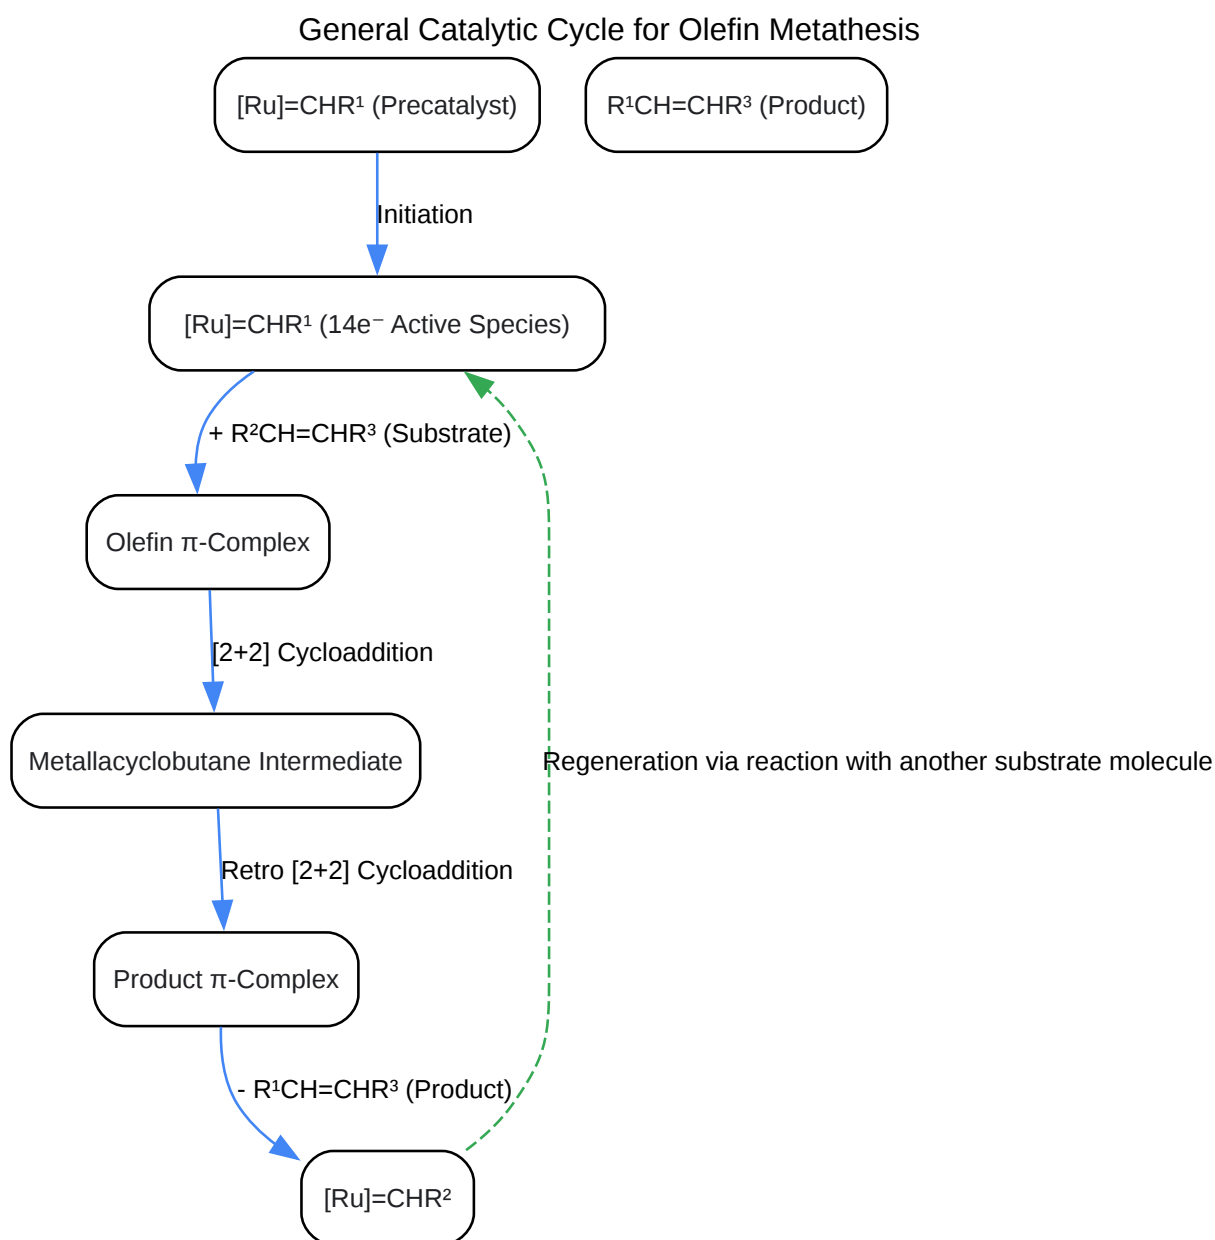 General Catalytic Cycle for Olefin Metathesis
[Ru]=CHR¹ (Precatalyst)
R¹CH=CHR³ (Product)
Initiation
[Ru]=CHR¹ (14e⁻ Active Species)
+ R²CH=CHR³ (Substrate)
Olefin π-Complex
[2+2] Cycloaddition
Metallacyclobutane Intermediate
Regeneration via reaction with another substrate molecule
Retro [2+2] Cycloaddition
Product π-Complex
- R¹CH=CHR³ (Product)
[Ru]=CHR²